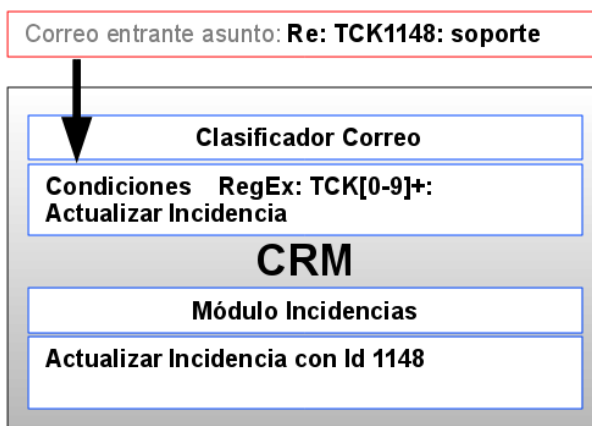 Correo entrante asunto: Re: TCK1148: soporte
Clasificador Correo
Condiciones RegEx: TCK[0-9]+:
Actualizar Incidencia
CRM
Módulo Incidencias
Actualizar Incidencia con Id 1148